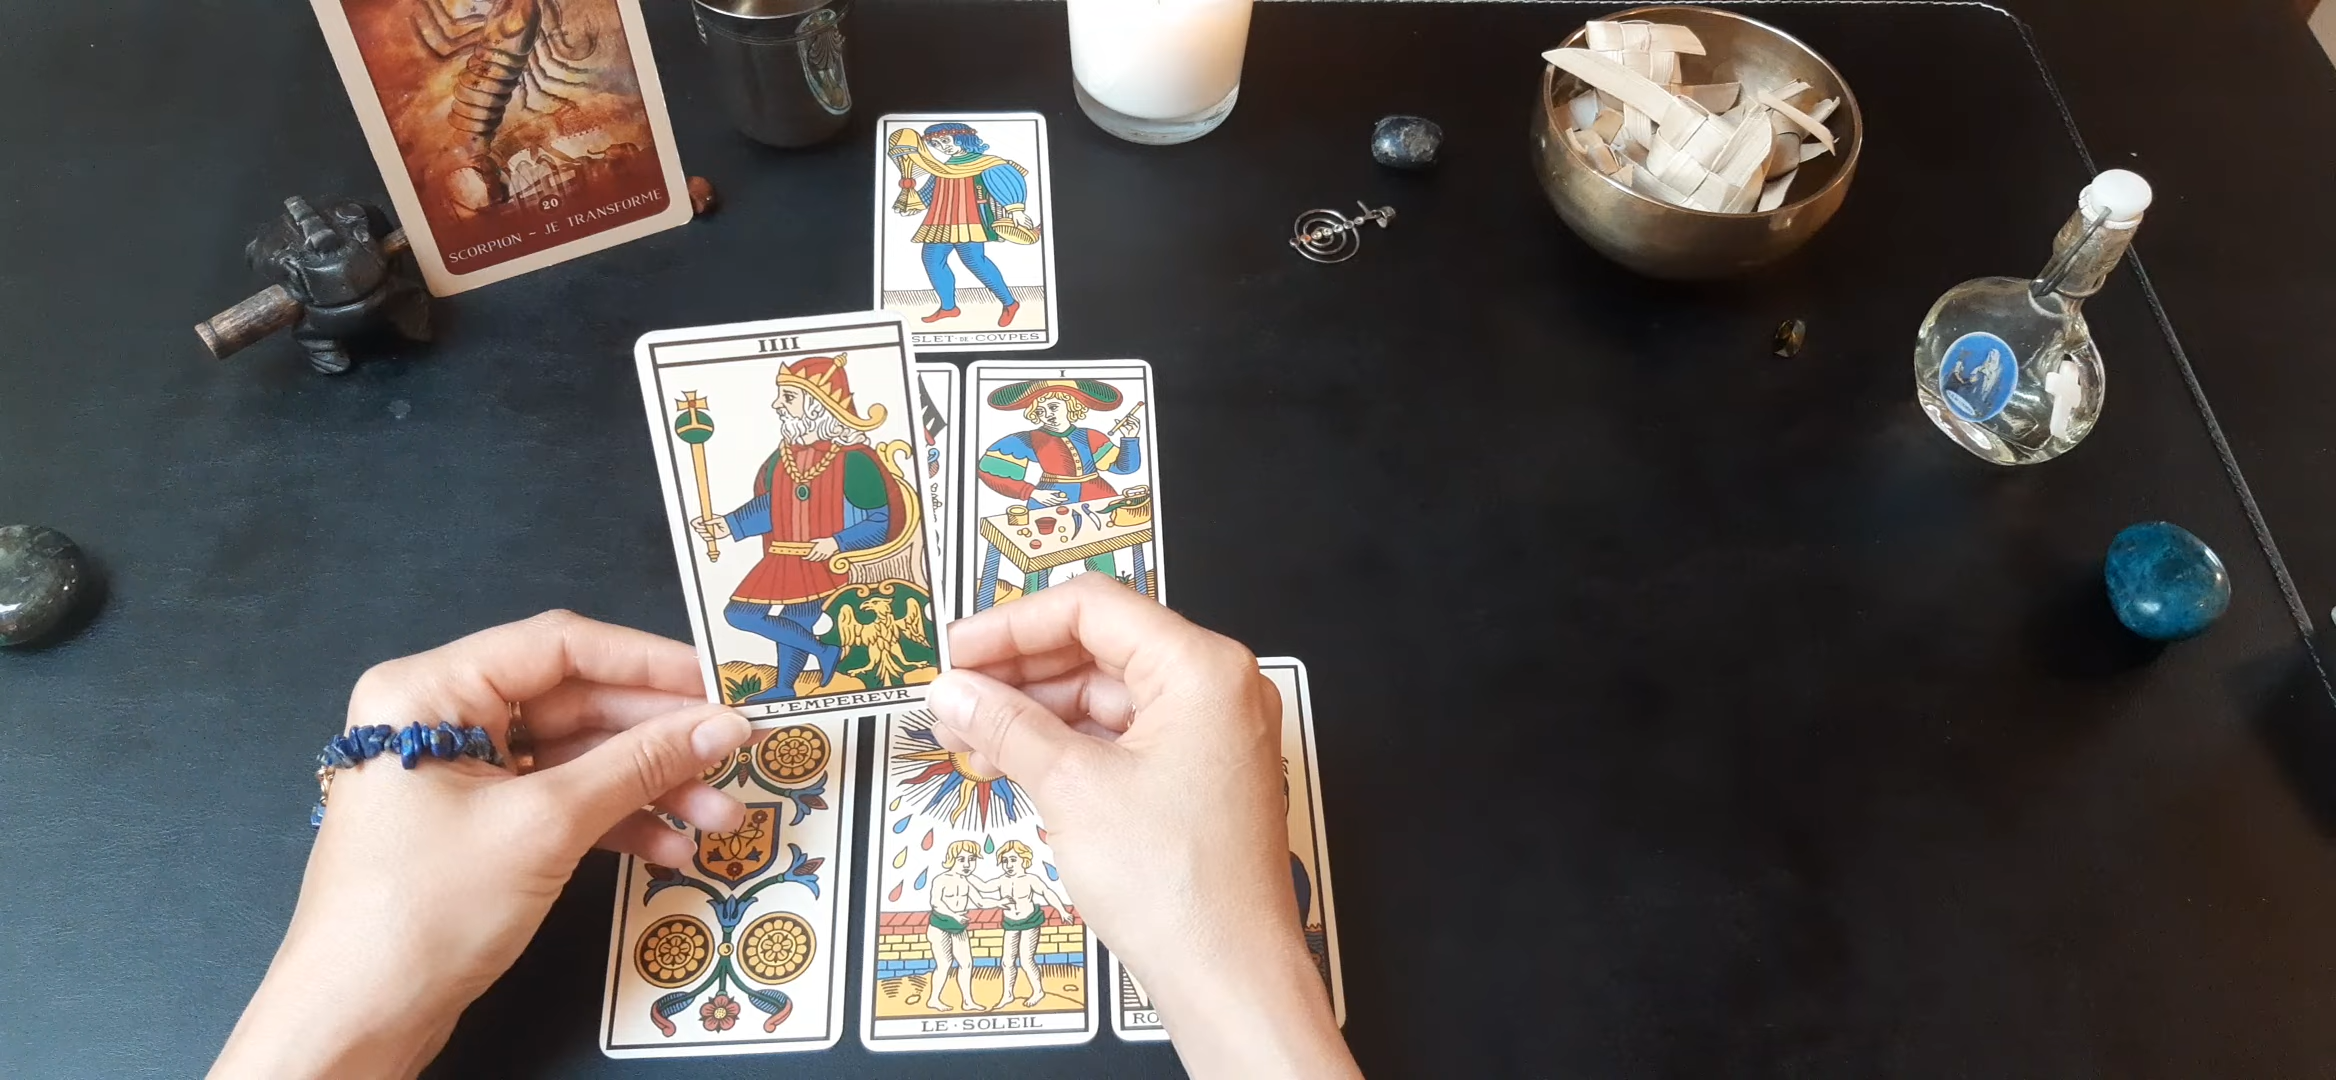 20
SCORPION ~ JE TRANSFORME
SLET·DE·COVPES
IIII
L'EMPEREVR
I
LE·SOLEIL
RO